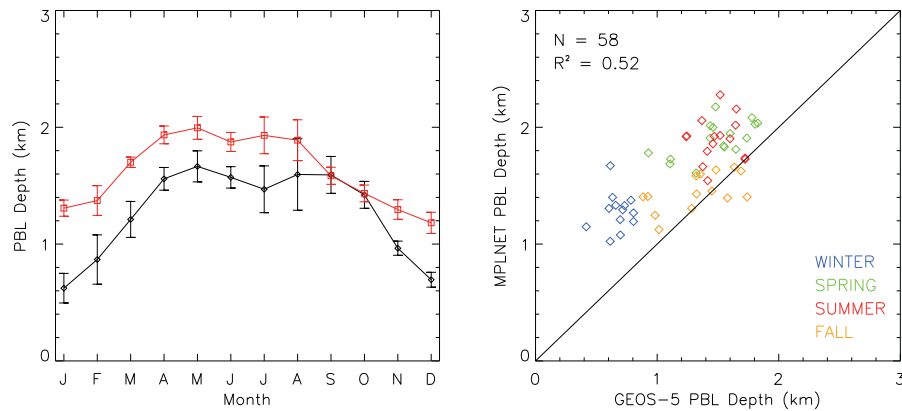 3
2
1
0
PBL Depth (km)
J F M A M J J A S O N D
Month
N = 58
R² = 0.52
3
2
1
0
MPLNET PBL Depth (km)
WINTER
SPRING
SUMMER
FALL
0 1 2 3
GEOS-5 PBL Depth (km)